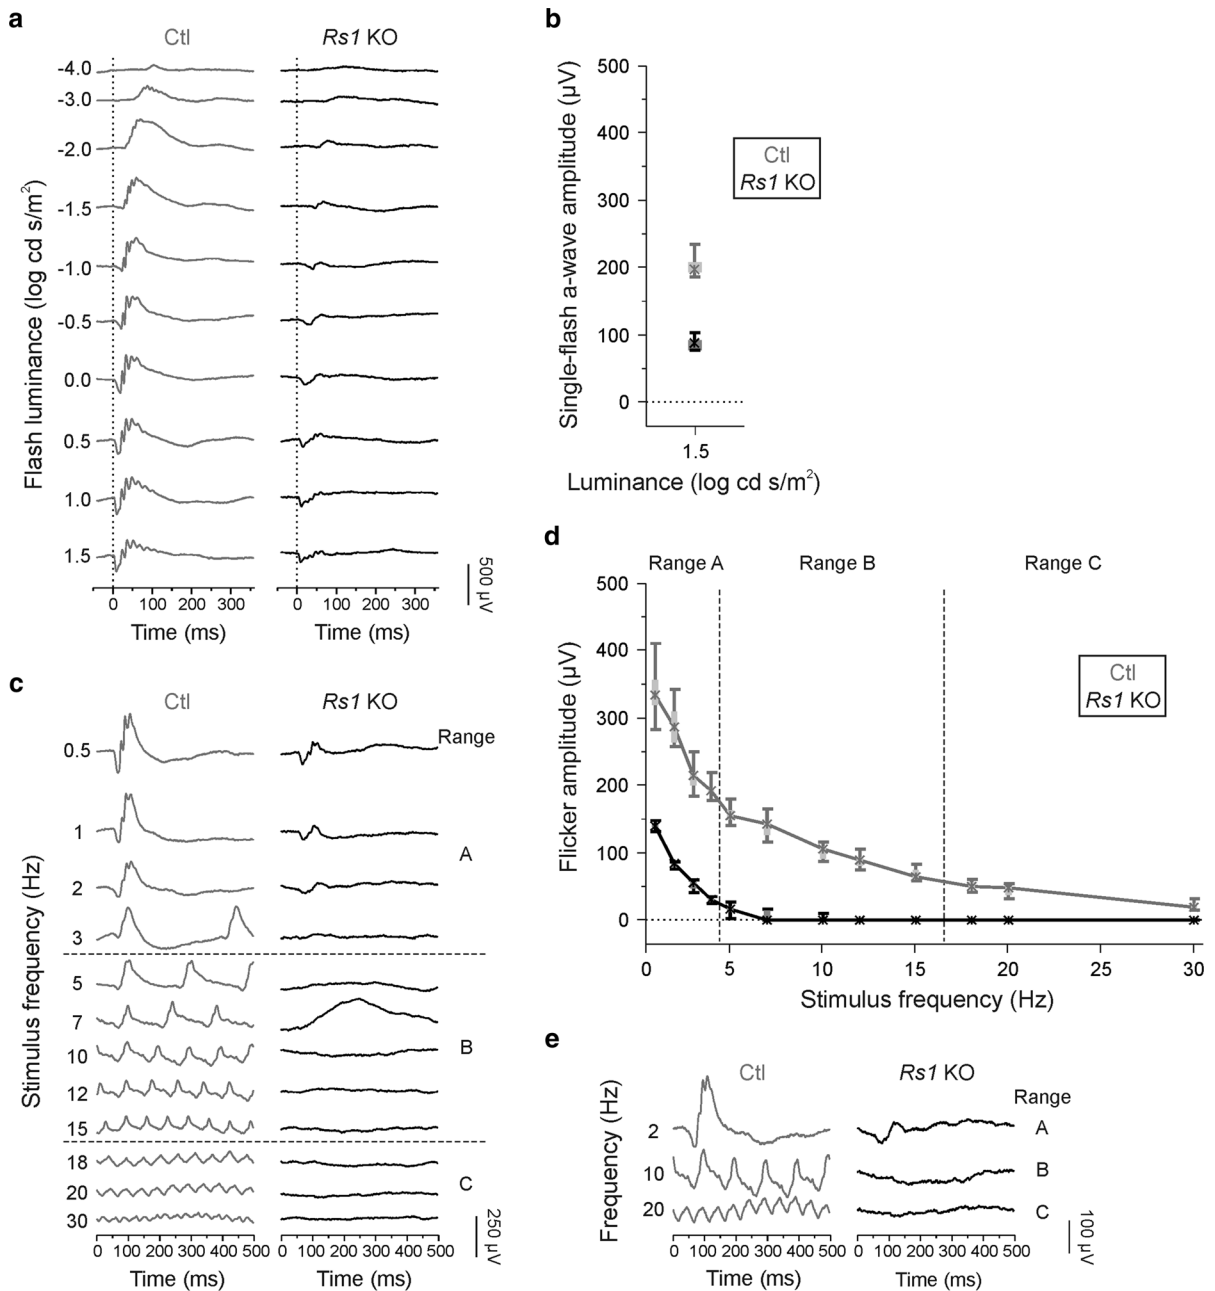 a
Ctl
Rs1 KO
Flash luminance (log cd s/m²)
-4.0
-3.0
-2.0
-1.5
-1.0
-0.5
0.0
0.5
1.0
1.5
0 100 200 300
0 100 200 300
Time (ms)
Time (ms)
500 µV
b
Single-flash a-wave amplitude (µV)
500
400
300
200
100
0
Ctl
Rs1 KO
1.5
Luminance (log cd s/m²)
c
Ctl
Rs1 KO
Range
Stimulus frequency (Hz)
0.5
1
A
2
3
5
7
10
B
12
15
18
20
C
30
0 100 200 300 400 500
0 100 200 300 400 500
Time (ms)
Time (ms)
250 µV
d
Range A
Range B
Range C
Flicker amplitude (µV)
500
400
300
200
100
0
Ctl
Rs1 KO
0 5 10 15 20 25 30
Stimulus frequency (Hz)
e
Ctl
Rs1 KO
Range
Frequency (Hz)
2
A
10
B
20
C
0 100 200 300 400 500
0 100 200 300 400 500
Time (ms)
Time (ms)
100 µV